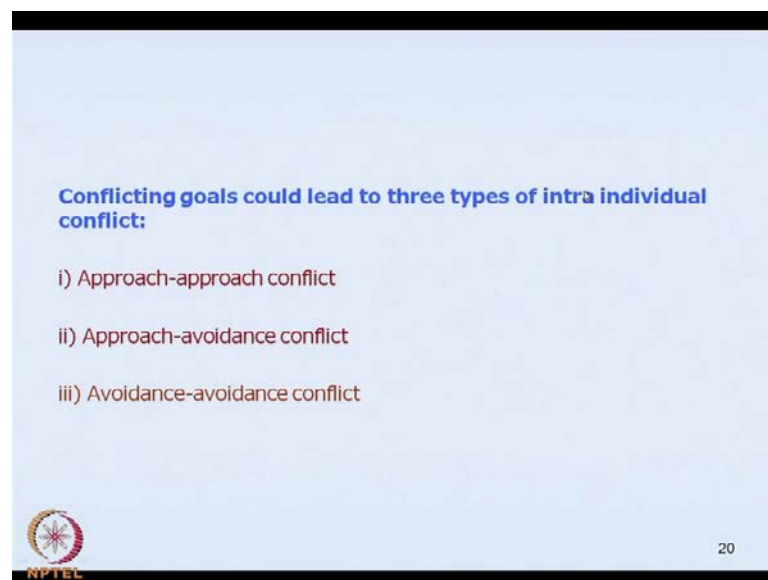 Conflicting goals could lead to three types of intra individual
conflict:
i) Approach-approach conflict
ii) Approach-avoidance conflict
iii) Avoidance-avoidance conflict
20
NPTEL